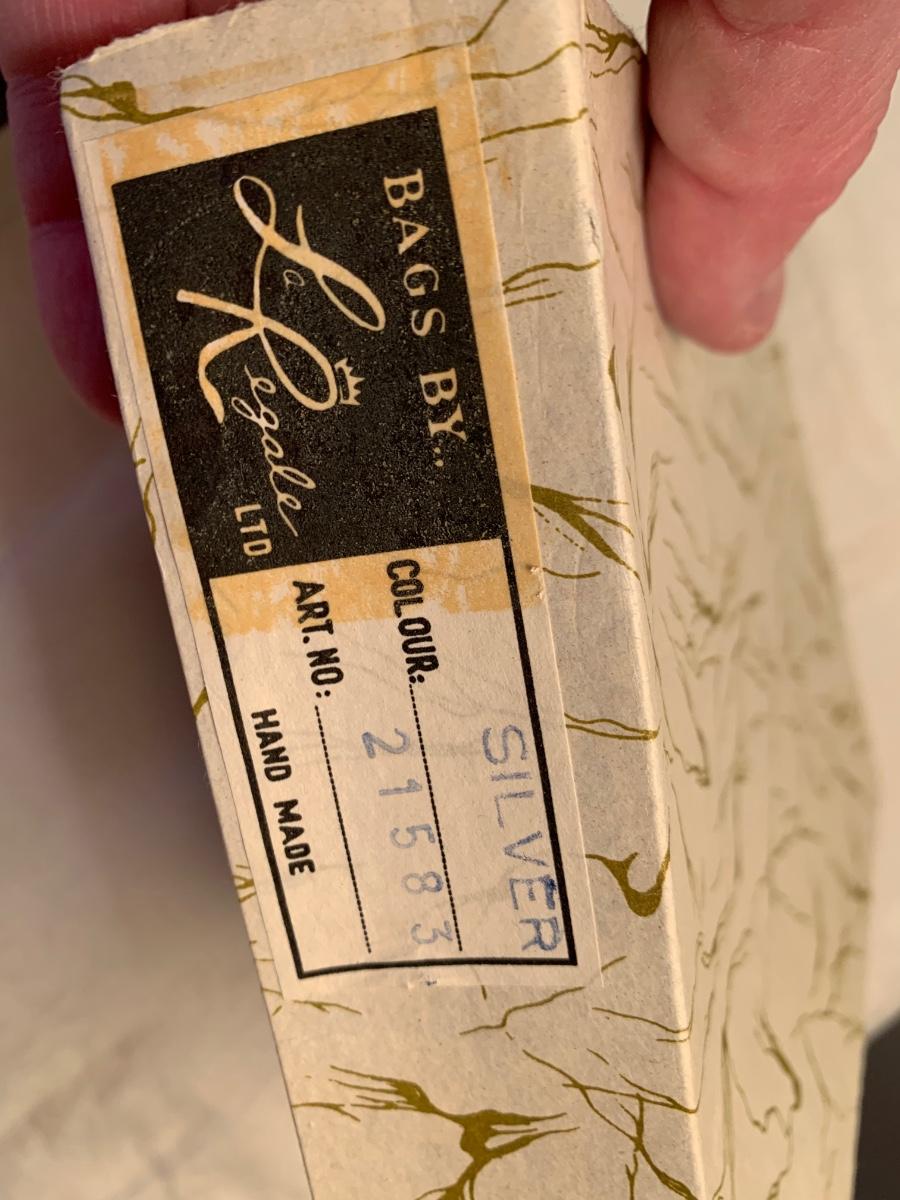 BAGS BY..
La Regale LTD
SILVER
COLOUR:
21583
ART. NO:
HAND MADE